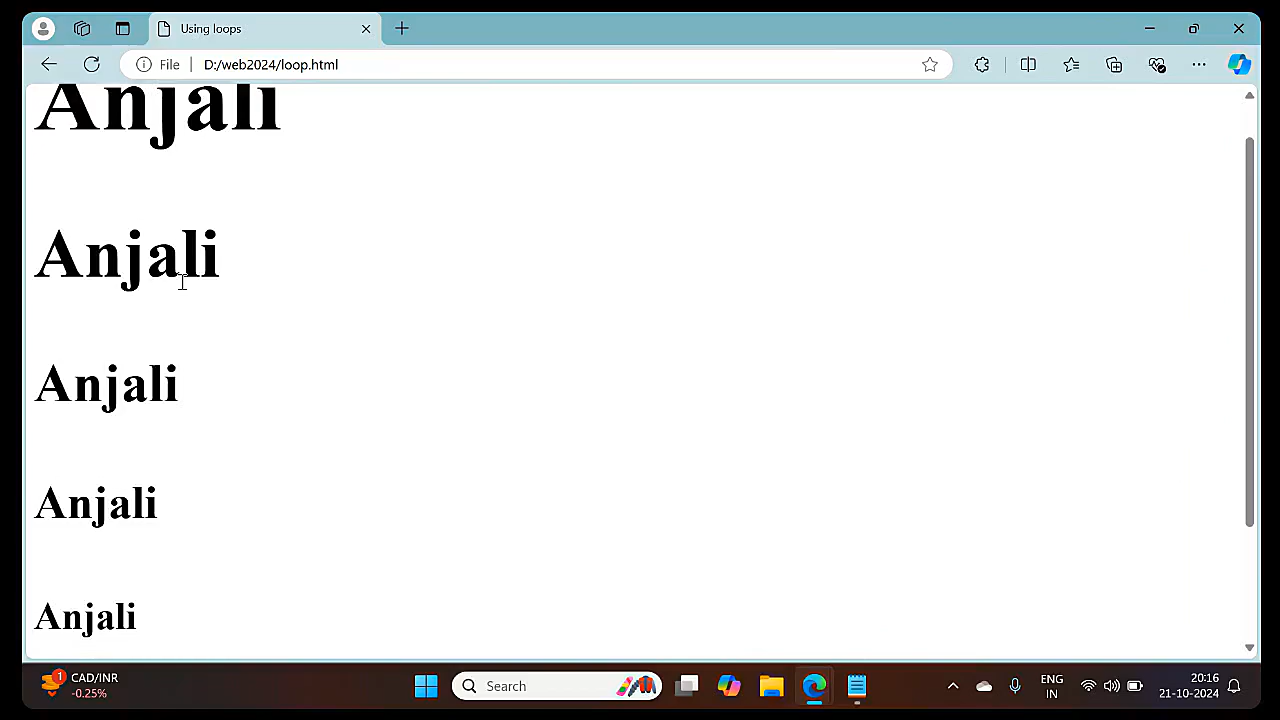 Using loops
File
D:/web2024/loop.html
Anjali
Anjali
Anjali
Anjali
Anjali
1
CAD/INR
-0.25%
Search
ENG
IN
20:16
21-10-2024